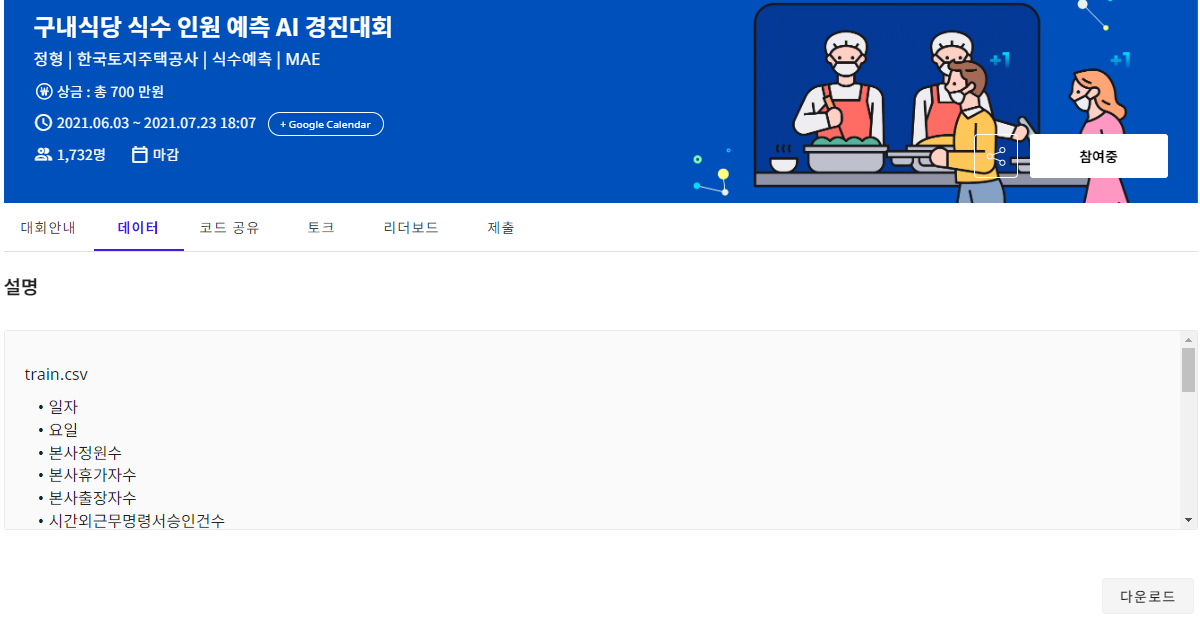 구내식당 식수 인원 예측 AI 경진대회
정형 | 한국토지주택공사 | 식수예측 | MAE
₩ 상금 : 총 700 만원
2021.06.03 ~ 2021.07.23 18:07 + Google Calendar
1,732명 마감
+1 +1
참여중
대회안내 데이터 코드 공유 토크 리더보드 제출
설명
train.csv
• 일자
• 요일
• 본사정원수
• 본사휴가자수
• 본사출장자수
• 시간외근무명령서승인건수
다운로드